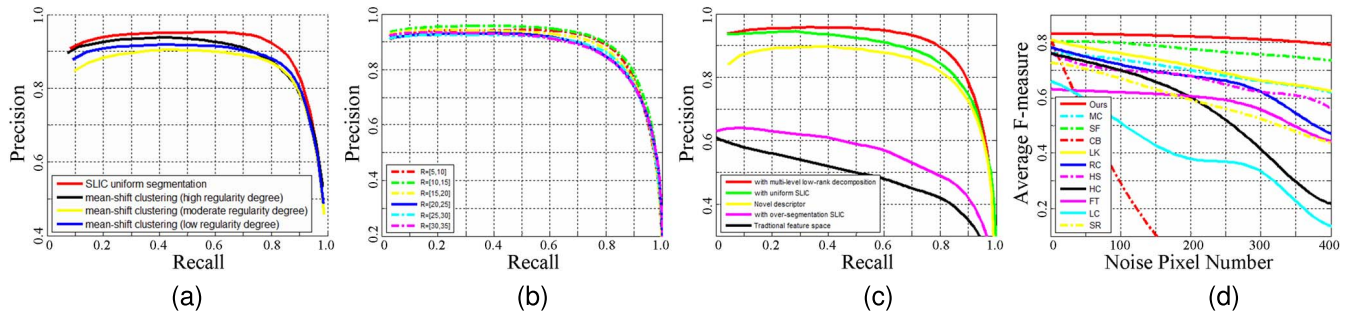 1.0
0.8
0.6
0.4
Precision
0 0.2 0.4 0.6 0.8 1.0
Recall
SLIC uniform segmentation
mean-shift clustering (high regularity degree)
mean-shift clustering (moderate regularity degree)
mean-shift clustering (low regularity degree)
(a)
1.0
0.8
0.6
0.4
0.2
Precision
0 0.2 0.4 0.6 0.8 1.0
Recall
R=[5,10]
R=[10,15]
R=[15,20]
R=[20,25]
R=[25,30]
R=[30,35]
(b)
1.0
0.8
0.6
0.4
Precision
0 0.2 0.4 0.6 0.8 1.0
Recall
with multi-level low-rank decomposition
with uniform SLIC
Novel descriptor
with over-segmentation SLIC
Tradtional feature space
(c)
0.8
0.6
0.4
0.2
Average F-measure
0 100 200 300 400
Noise Pixel Number
Ours
MC
SF
CB
LK
RC
HS
HC
FT
LC
SR
(d)